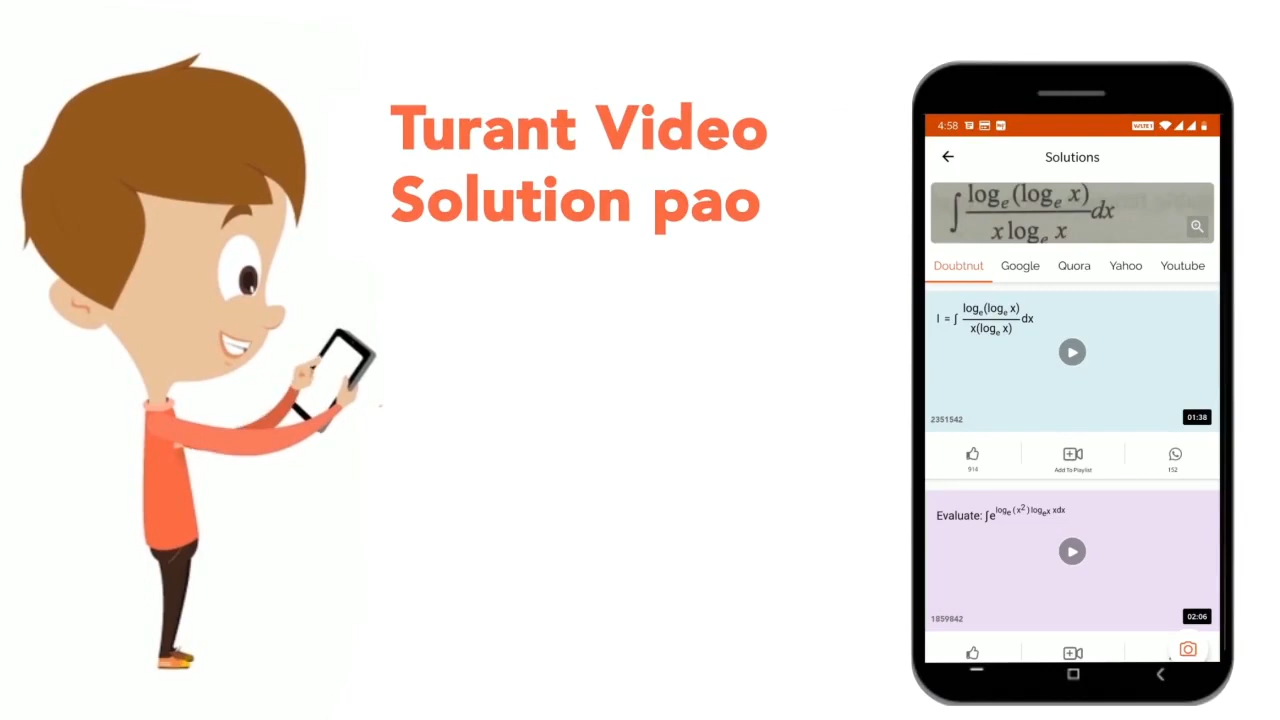 Turant Video
Solution pao
4:58
VoLTE1
Solutions
∫ logₑ(logₑ x) / x logₑ x dx
Doubtnut Google Quora Yahoo Youtube
I = ∫ logₑ(logₑ x) / x(logₑ x) dx
2351542 01:38
914 Add To Playlist 152
Evaluate: ∫e^logₑ(x²)logₑx xdx
1859842 02:06